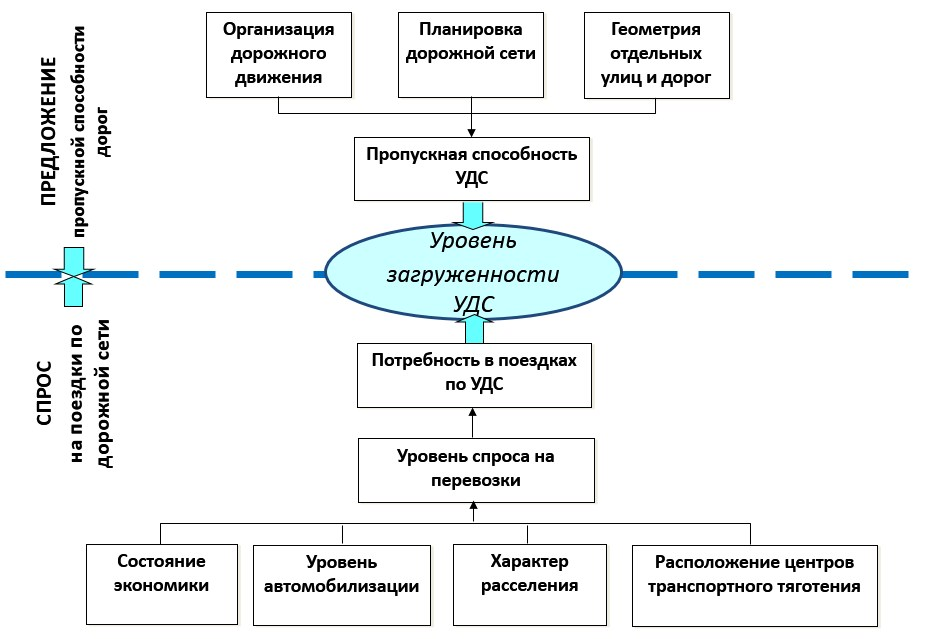 ПРЕДЛОЖЕНИЕ
пропускной способности
дорог
Организация
дорожного
движения
Планировка
дорожной сети
Геометрия
отдельных
улиц и дорог
Пропускная способность
УДС
Уровень
загруженности
УДС
СПРОС
на поездки по
дорожной сети
Потребность в поездках
по УДС
Уровень спроса на
перевозки
Состояние
экономики
Уровень
автомобилизации
Характер
расселения
Расположение центров
транспортного тяготения